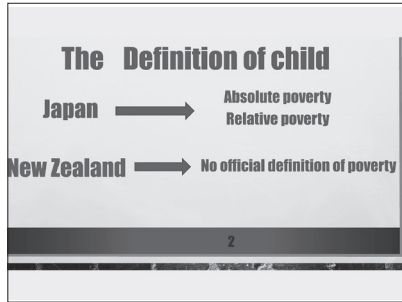 The Definition of child
Japan
Absolute poverty
Relative poverty
New Zealand
No official definition of poverty
2